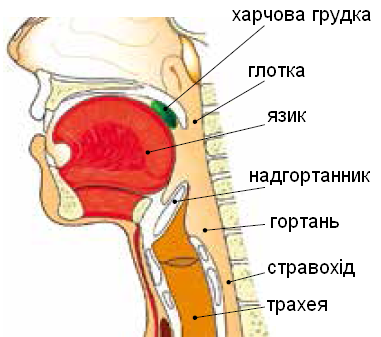 харчова грудка
глотка
язик
надгортанник
гортань
стравохід
трахея